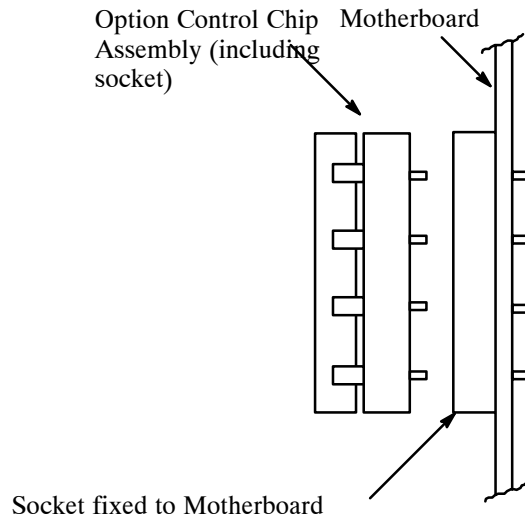 Option Control Chip
Assembly (including
socket)
Motherboard
Socket fixed to Motherboard